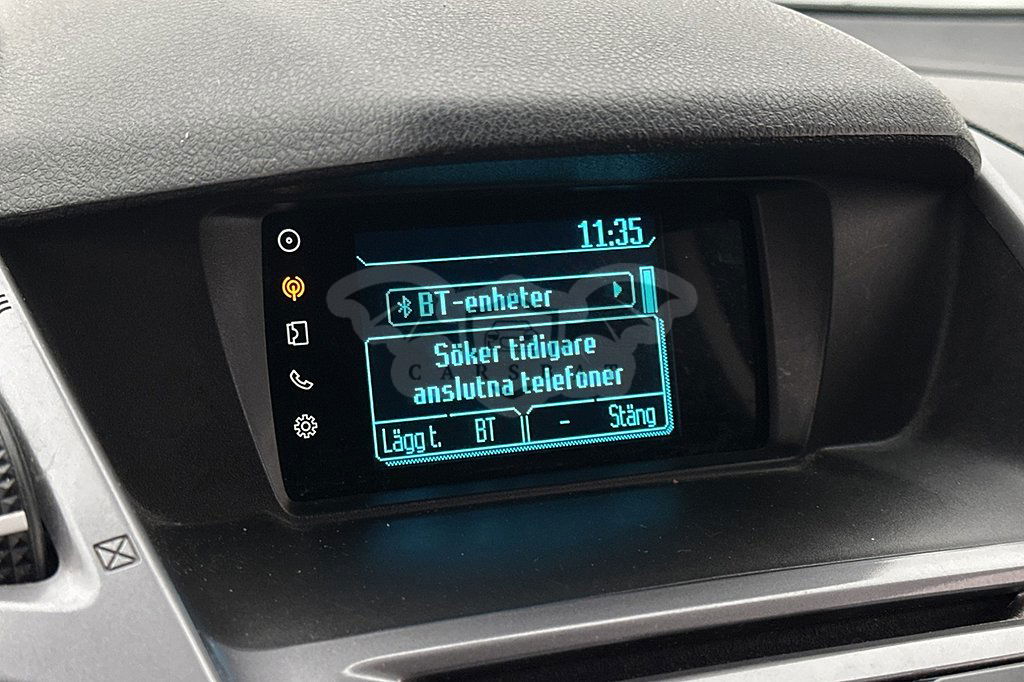 11:35
BT-enheter
Söker tidigare
anslutna telefoner
Lägg t. BT - Stäng